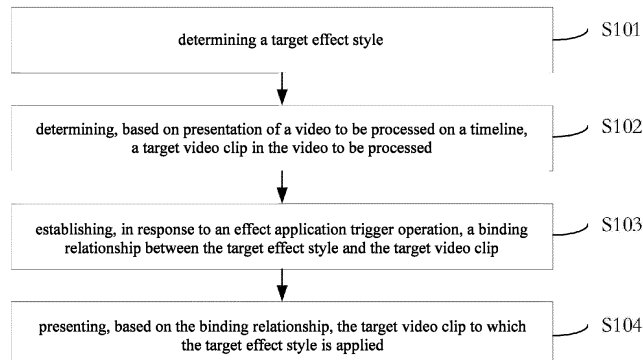 determining a target effect style
S101
determining, based on presentation of a video to be processed on a timeline,
a target video clip in the video to be processed
S102
establishing, in response to an effect application trigger operation, a binding
relationship between the target effect style and the target video clip
S103
presenting, based on the binding relationship, the target video clip to which
the target effect style is applied
S104